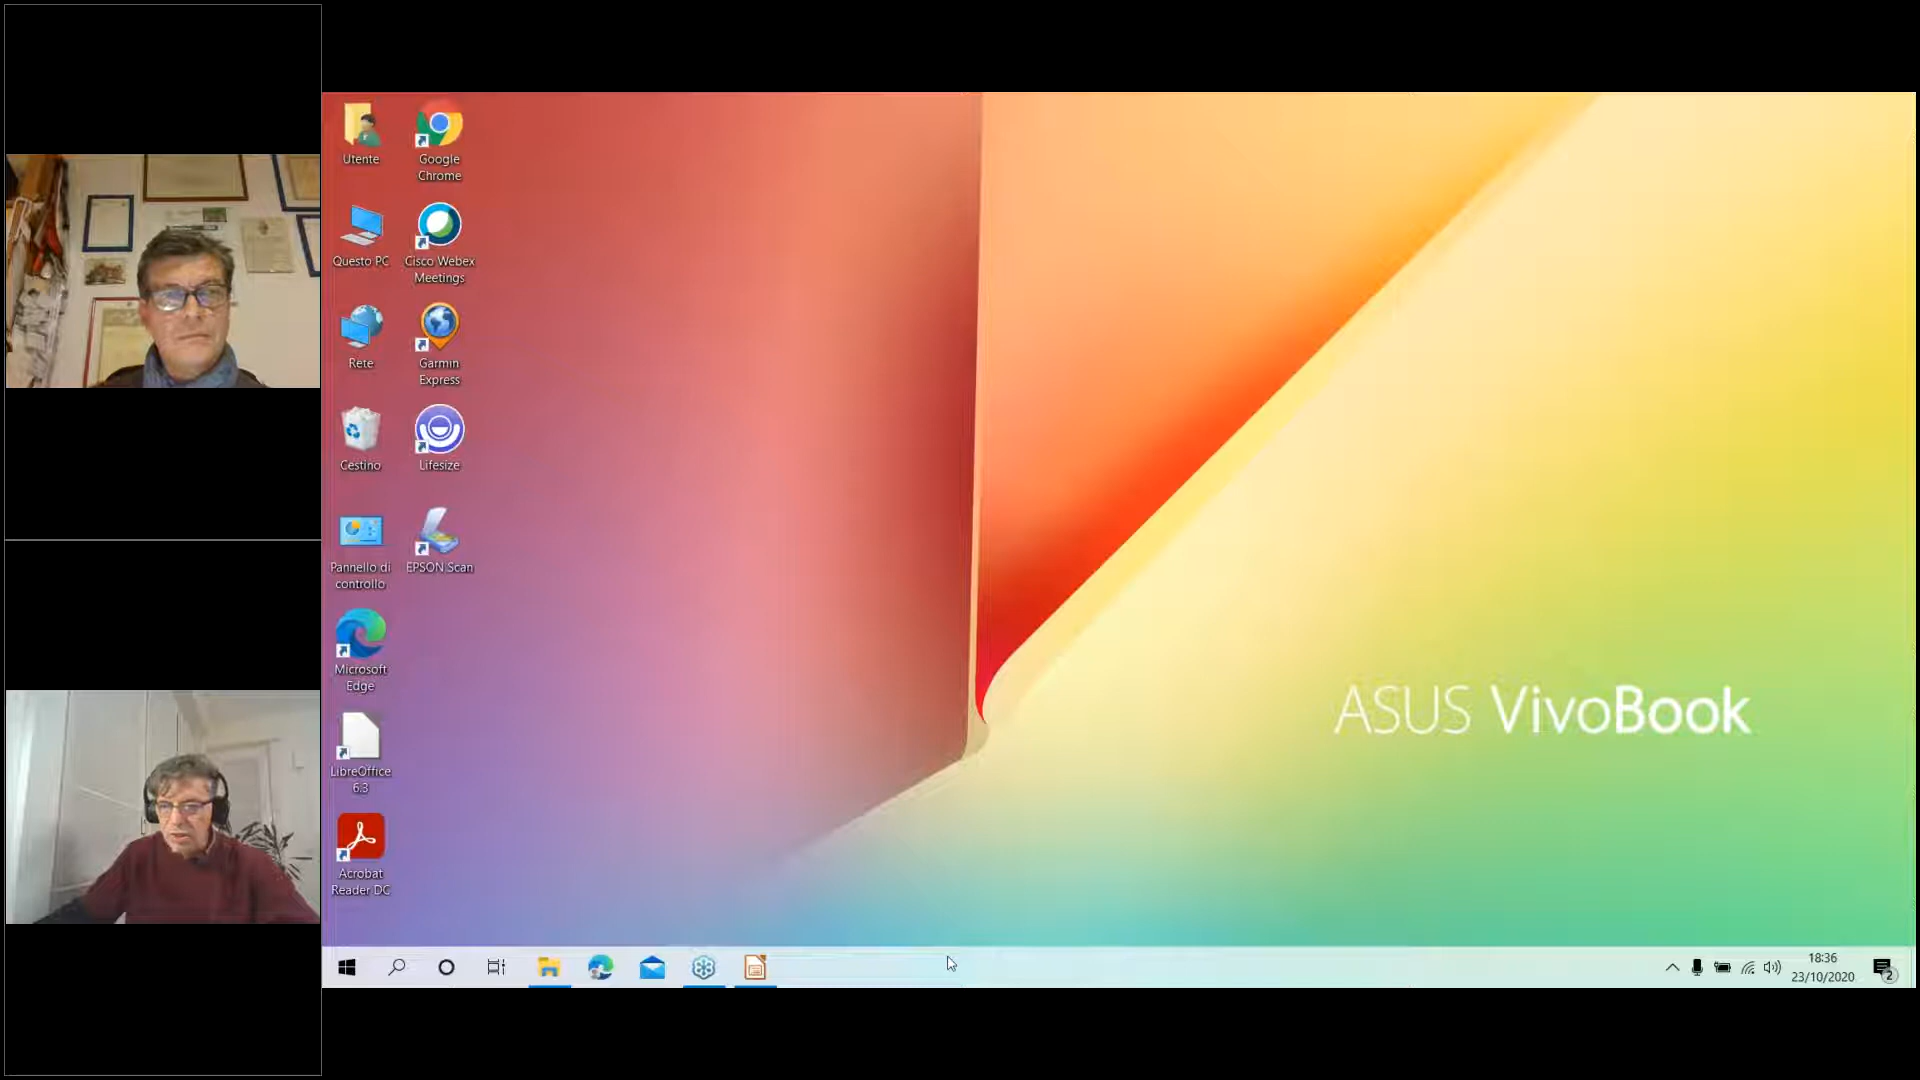 Utente
Google
Chrome
Questo PC
Cisco Webex
Meetings
Rete
Garmin
Express
Cestino
Lifesize
Pannello di
controllo
EPSON Scan
Microsoft
Edge
LibreOffice
6.3
Acrobat
Reader DC
ASUS VivoBook
18:36
23/10/2020
2